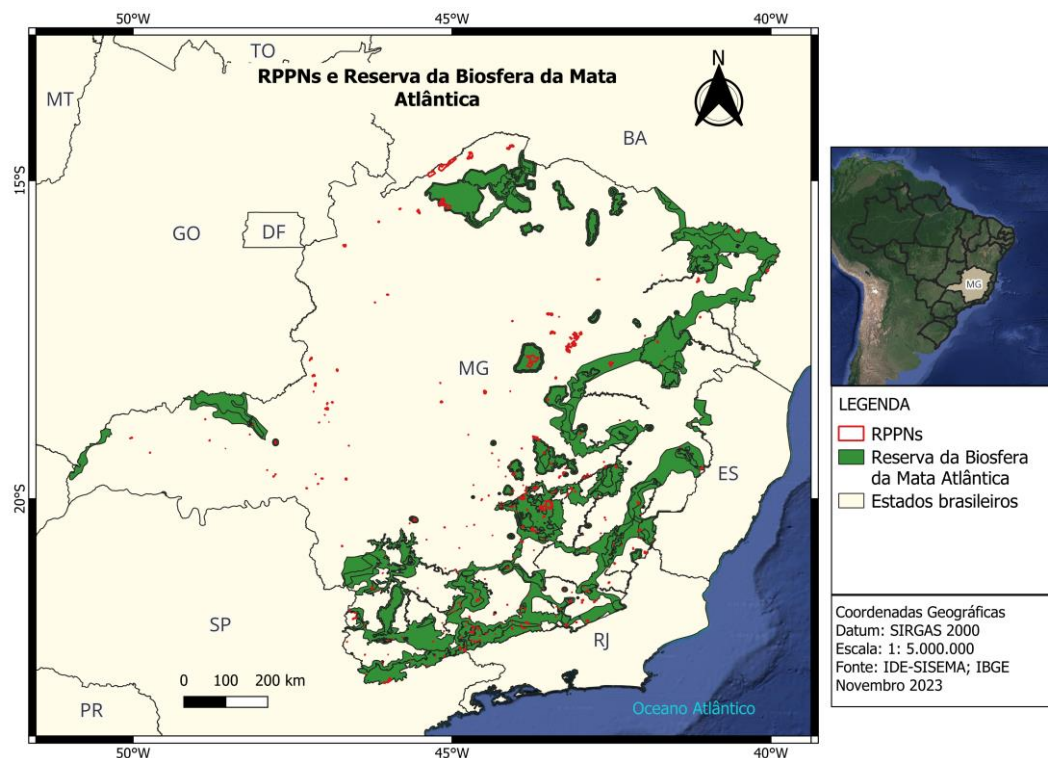 50°W
45°W
40°W
TO
RPPNs e Reserva da Biosfera da Mata
Atlântica
N
MT
BA
15°S
15°S
GO
DF
MG
MG
LEGENDA
RPPNs
Reserva da Biosfera
da Mata Atlântica
Estados brasileiros
ES
20°S
20°S
SP
RJ
Coordenadas Geográficas
Datum: SIRGAS 2000
Escala: 1: 5.000.000
Fonte: IDE-SISEMA; IBGE
Novembro 2023
0 100 200 km
PR
Oceano Atlântico
50°W
45°W
40°W